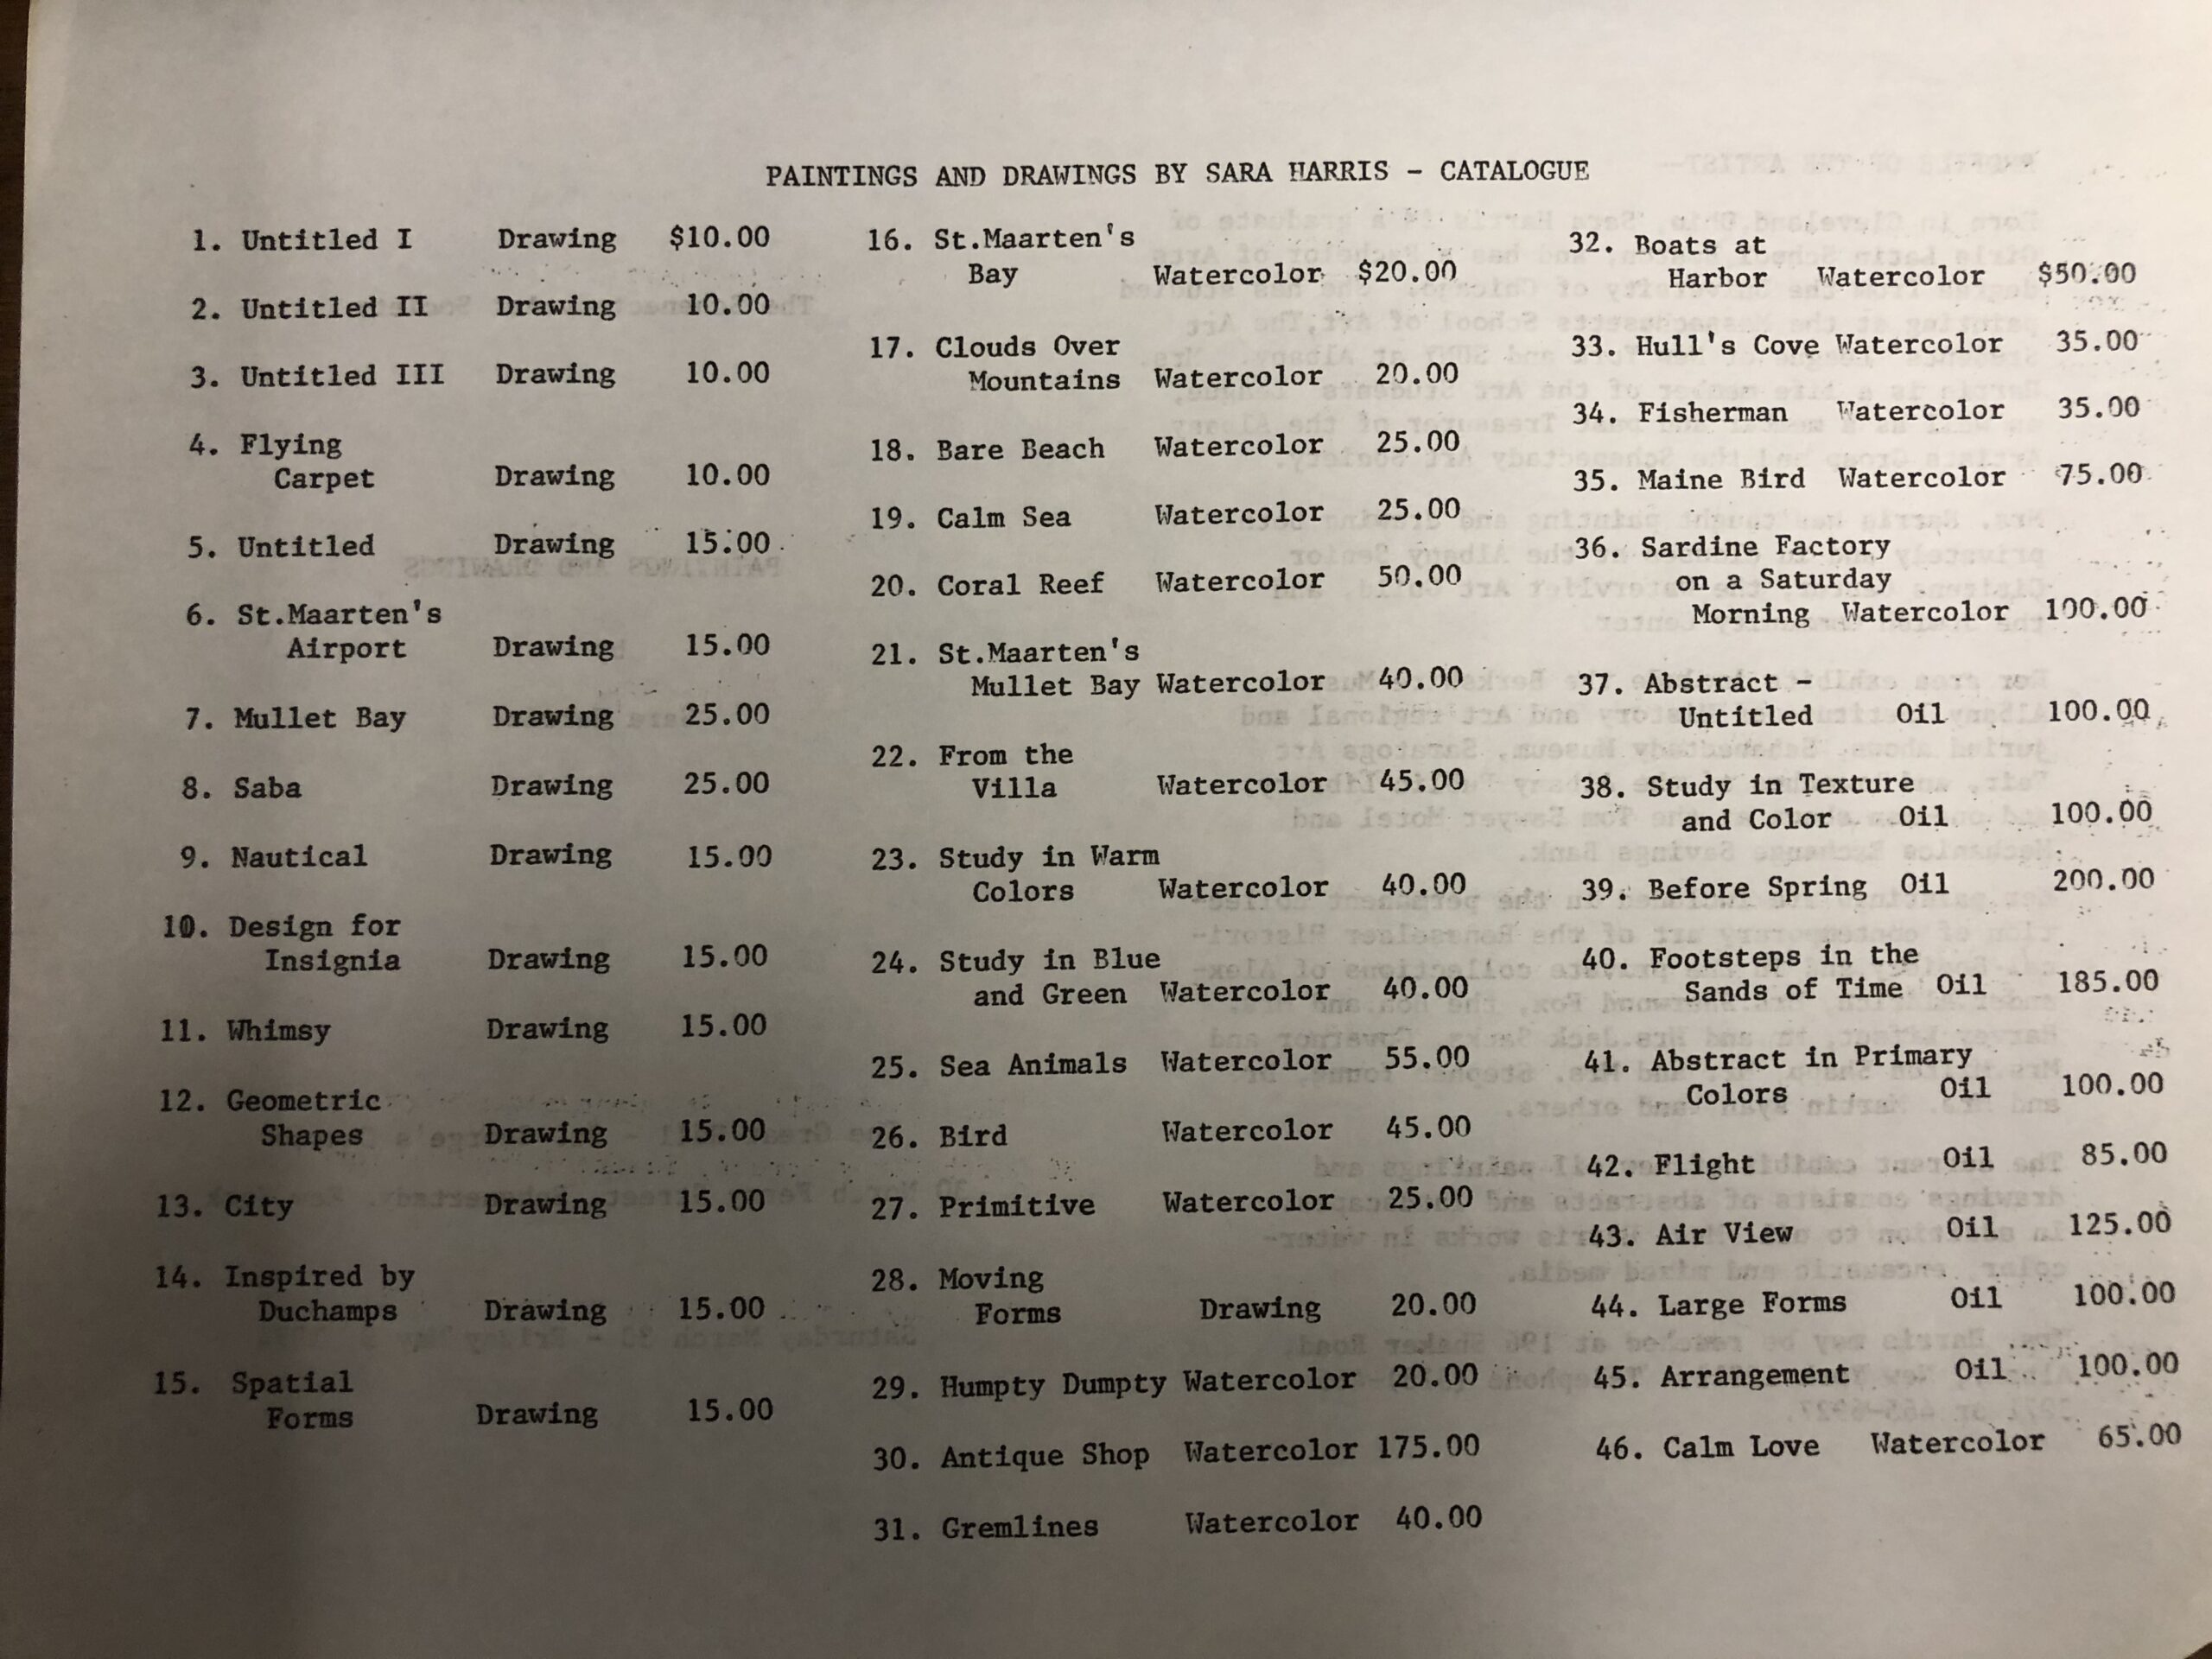 PAINTINGS AND DRAWINGS BY SARA HARRIS - CATALOGUE
1. Untitled I Drawing $10.00
2. Untitled II Drawing 10.00
3. Untitled III Drawing 10.00
4. Flying
Carpet Drawing 10.00
5. Untitled Drawing 15.00
6. St.Maarten's
Airport Drawing 15.00
7. Mullet Bay Drawing 25.00
8. Saba Drawing 25.00
9. Nautical Drawing 15.00
10. Design for
Insignia Drawing 15.00
11. Whimsy Drawing 15.00
12. Geometric
Shapes Drawing 15.00
13. City Drawing 15.00
14. Inspired by
Duchamps Drawing 15.00
15. Spatial
Forms Drawing 15.00
16. St.Maarten's
Bay Watercolor $20.00
17. Clouds Over
Mountains Watercolor 20.00
18. Bare Beach Watercolor 25.00
19. Calm Sea Watercolor 25.00
20. Coral Reef Watercolor 50.00
21. St.Maarten's
Mullet Bay Watercolor 40.00
22. From the
Villa Watercolor 45.00
23. Study in Warm
Colors Watercolor 40.00
24. Study in Blue
and Green Watercolor 40.00
25. Sea Animals Watercolor 55.00
26. Bird Watercolor 45.00
27. Primitive Watercolor 25.00
28. Moving
Forms Drawing 20.00
29. Humpty Dumpty Watercolor 20.00
30. Antique Shop Watercolor 175.00
31. Gremlines Watercolor 40.00
32. Boats at
Harbor Watercolor $50.00
33. Hull's Cove Watercolor 35.00
34. Fisherman Watercolor 35.00
35. Maine Bird Watercolor 75.00
36. Sardine Factory
on a Saturday
Morning Watercolor 100.00
37. Abstract -
Untitled Oil 100.00
38. Study in Texture
and Color Oil 100.00
39. Before Spring Oil 200.00
40. Footsteps in the
Sands of Time Oil 185.00
41. Abstract in Primary
Colors Oil 100.00
42. Flight Oil 85.00
43. Air View Oil 125.00
44. Large Forms Oil 100.00
45. Arrangement Oil 100.00
46. Calm Love Watercolor 65.00